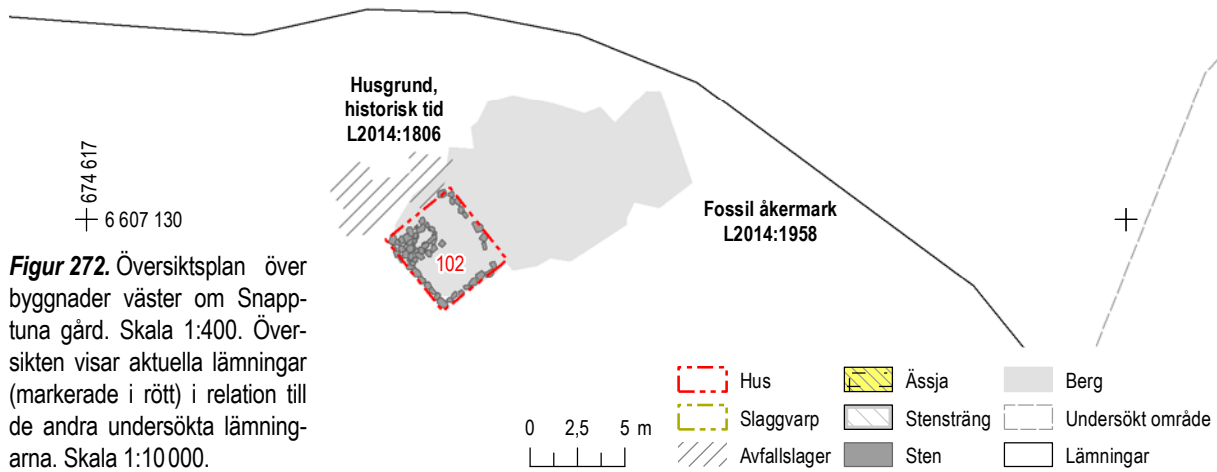 Husgrund,
historisk tid
L2014:1806
674 617
6 607 130
Fossil åkermark
L2014:1958
102
Figur 272. Översiktsplan över
byggnader väster om Snapp-
tuna gård. Skala 1:400. Över-
sikten visar aktuella lämningar
(markerade i rött) i relation till
de andra undersökta lämning-
arna. Skala 1:10 000.
0 2,5 5 m
Hus
Slaggvarp
Avfallslager
Ässja
Stensträng
Sten
Berg
Undersökt område
Lämningar